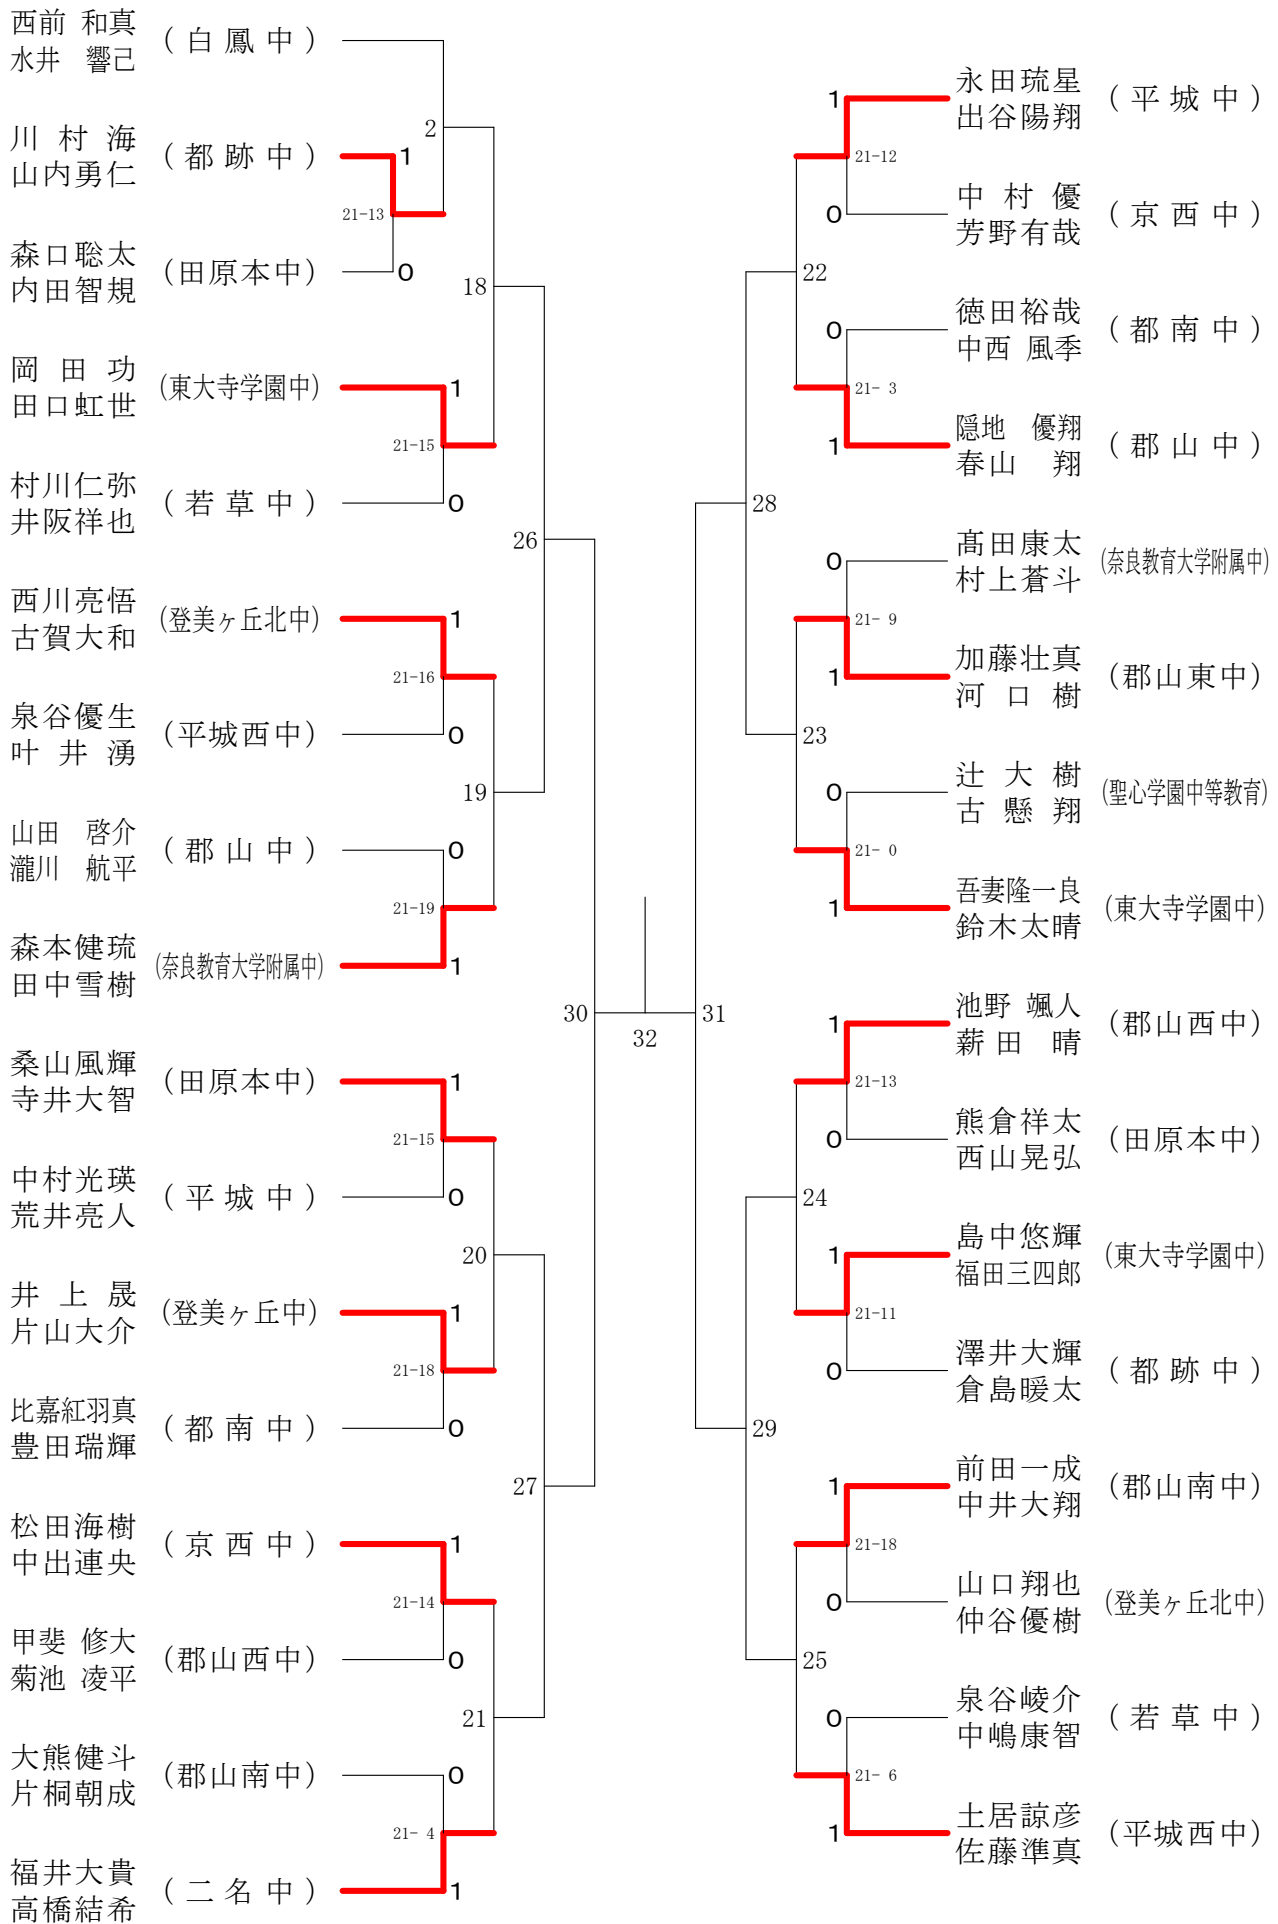 西前 和真
水井 響己
(白鳳中)
2
川村海
山内勇仁
(都跡中)
1
21-13
森口聡太
内田智規
(田原本中)
0
18
岡田功
田口虹世
(東大寺学園中)
1
21-15
村川仁弥
井阪祥也
(若草中)
0
26
西川亮悟
古賀大和
(登美ヶ丘北中)
1
21-16
泉谷優生
叶井湧
(平城西中)
0
19
山田 啓介
瀧川 航平
(郡山中)
0
21-19
森本健琉
田中雪樹
(奈良教育大学附属中)
1
30
桑山風輝
寺井大智
(田原本中)
1
21-15
中村光瑛
荒井亮人
(平城中)
0
20
井上晟
片山大介
(登美ヶ丘中)
1
21-18
比嘉紅羽真
豊田瑞輝
(都南中)
0
27
松田海樹
中出連央
(京西中)
1
21-14
甲斐 修大
菊池 凌平
(郡山西中)
0
21
大熊健斗
片桐朝成
(郡山南中)
0
21- 4
福井大貴
高橋結希
(二名中)
1
32
1
永田琉星
出谷陽翔
(平城中)
21-12
0
中村優
芳野有哉
(京西中)
22
0
徳田裕哉
中西 風季
(都南中)
21- 3
1
隠地 優翔
春山 翔
(郡山中)
28
0
髙田康太
村上蒼斗
(奈良教育大学附属中)
21- 9
1
加藤壮真
河口樹
(郡山東中)
23
0
辻大樹
古懸翔
(聖心学園中等教育)
21- 0
1
吾妻隆一良
鈴木太晴
(東大寺学園中)
31
1
池野 颯人
薪田 晴
(郡山西中)
21-13
0
熊倉祥太
西山晃弘
(田原本中)
24
1
島中悠輝
福田三四郎
(東大寺学園中)
21-11
0
澤井大輝
倉島暖太
(都跡中)
29
1
前田一成
中井大翔
(郡山南中)
21-18
0
山口翔也
仲谷優樹
(登美ヶ丘北中)
25
0
泉谷崚介
中嶋康智
(若草中)
21- 6
1
土居諒彦
佐藤準真
(平城西中)